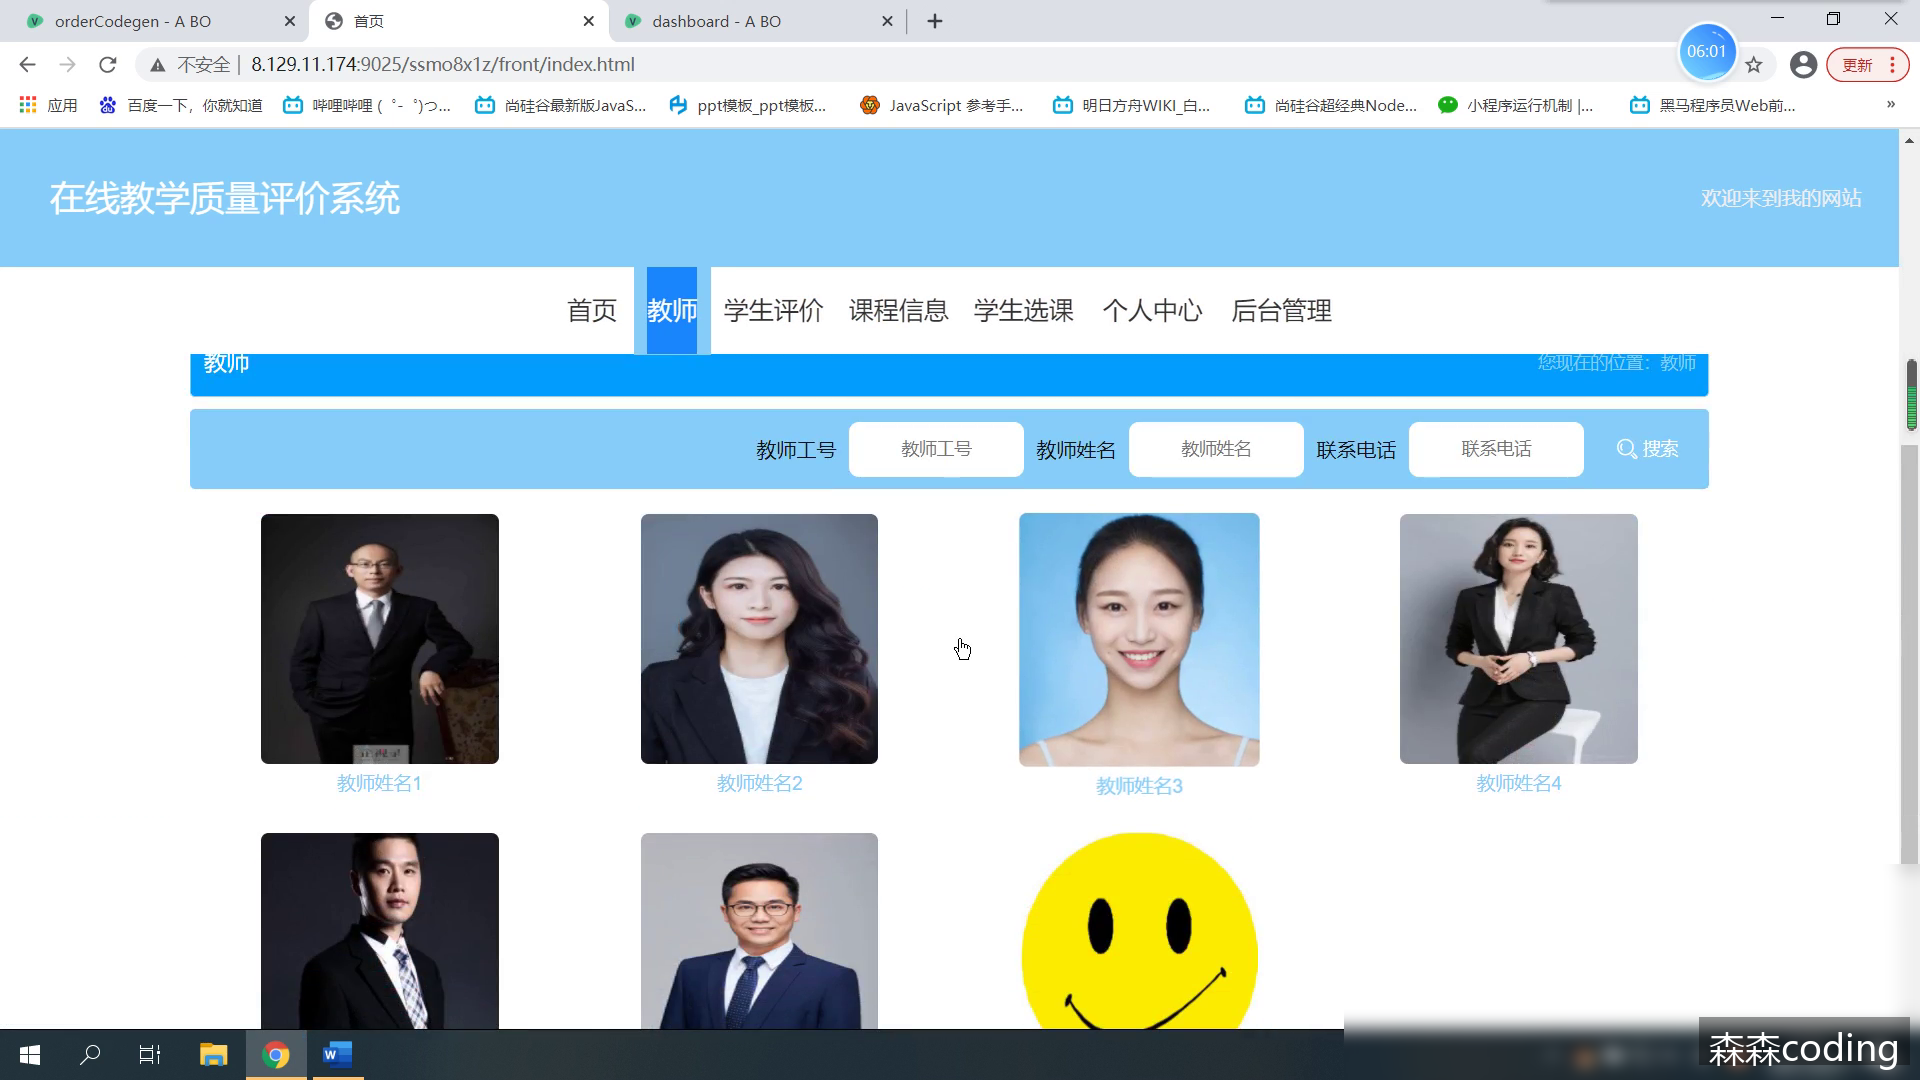 orderCodegen - A BO
首页
dashboard - A BO
06:01
不安全 | 8.129.11.174:9025/ssmo8x1z/front/index.html
更新
应用
百度一下，你就知道
哔哩哔哩 ( ゜- ゜)つ...
尚硅谷最新版JavaS...
ppt模板_ppt模板...
JavaScript 参考手...
明日方舟WIKI_白...
尚硅谷超经典Node...
小程序运行机制 |...
黑马程序员Web前...
»
在线教学质量评价系统
欢迎来到我的网站
首页 教师 学生评价 课程信息 学生选课 个人中心 后台管理
教师
您现在的位置：教师
教师工号 教师工号 教师姓名 教师姓名 联系电话 联系电话 搜索
教师姓名1
教师姓名2
教师姓名3
教师姓名4
森森coding